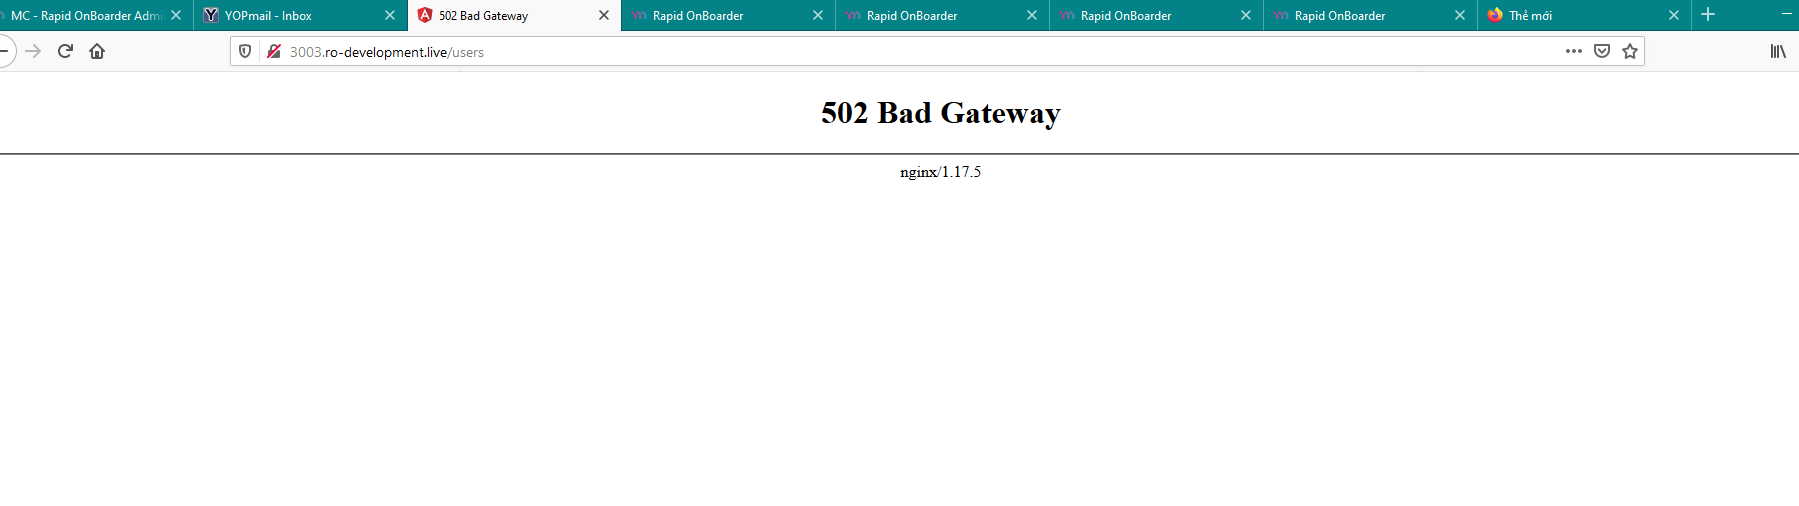 MC - Rapid OnBoarder Admi
YOPmail - Inbox
502 Bad Gateway
Rapid OnBoarder
Rapid OnBoarder
Rapid OnBoarder
Rapid OnBoarder
Thẻ mới
3003.ro-development.live/users
502 Bad Gateway
nginx/1.17.5